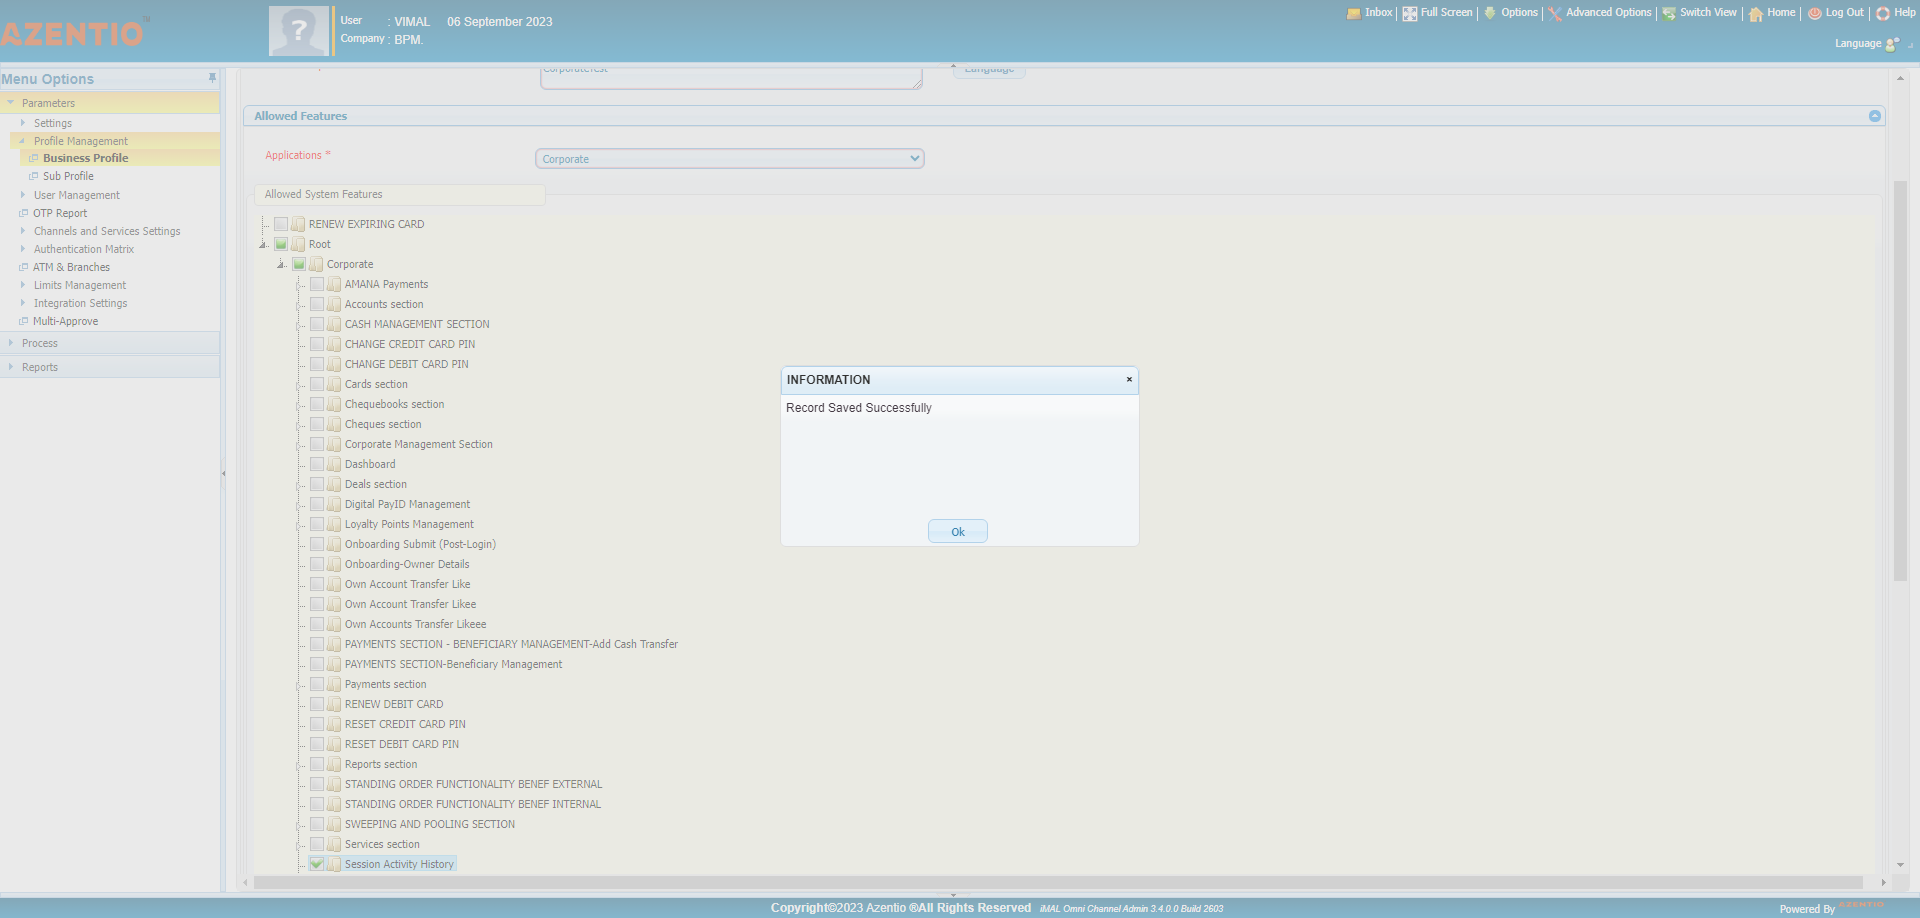 AZENTIO™
User : VIMAL 06 September 2023
Company : BPM.
Inbox Full Screen Options Advanced Options Switch View Home Log Out Help
Language
Menu Options
Parameters
Settings
Profile Management
Business Profile
Sub Profile
User Management
OTP Report
Channels and Services Settings
Authentication Matrix
ATM & Branches
Limits Management
Integration Settings
Multi-Approve
Process
Reports
CorporateTest
Language
Allowed Features
Applications *
Corporate
Allowed System Features
RENEW EXPIRING CARD
Root
Corporate
AMANA Payments
Accounts section
CASH MANAGEMENT SECTION
CHANGE CREDIT CARD PIN
CHANGE DEBIT CARD PIN
Cards section
Chequebooks section
Cheques section
Corporate Management Section
Dashboard
Deals section
Digital PayID Management
Loyalty Points Management
Onboarding Submit (Post-Login)
Onboarding-Owner Details
Own Account Transfer Like
Own Account Transfer Likee
Own Accounts Transfer Likeee
PAYMENTS SECTION - BENEFICIARY MANAGEMENT-Add Cash Transfer
PAYMENTS SECTION-Beneficiary Management
Payments section
RENEW DEBIT CARD
RESET CREDIT CARD PIN
RESET DEBIT CARD PIN
Reports section
STANDING ORDER FUNCTIONALITY BENEF EXTERNAL
STANDING ORDER FUNCTIONALITY BENEF INTERNAL
SWEEPING AND POOLING SECTION
Services section
Session Activity History
INFORMATION
Record Saved Successfully
Ok
Copyright©2023 Azentio ®All Rights Reserved iMAL Omni Channel Admin 3.4.0.0 Build 2603
Powered By AZENTIO